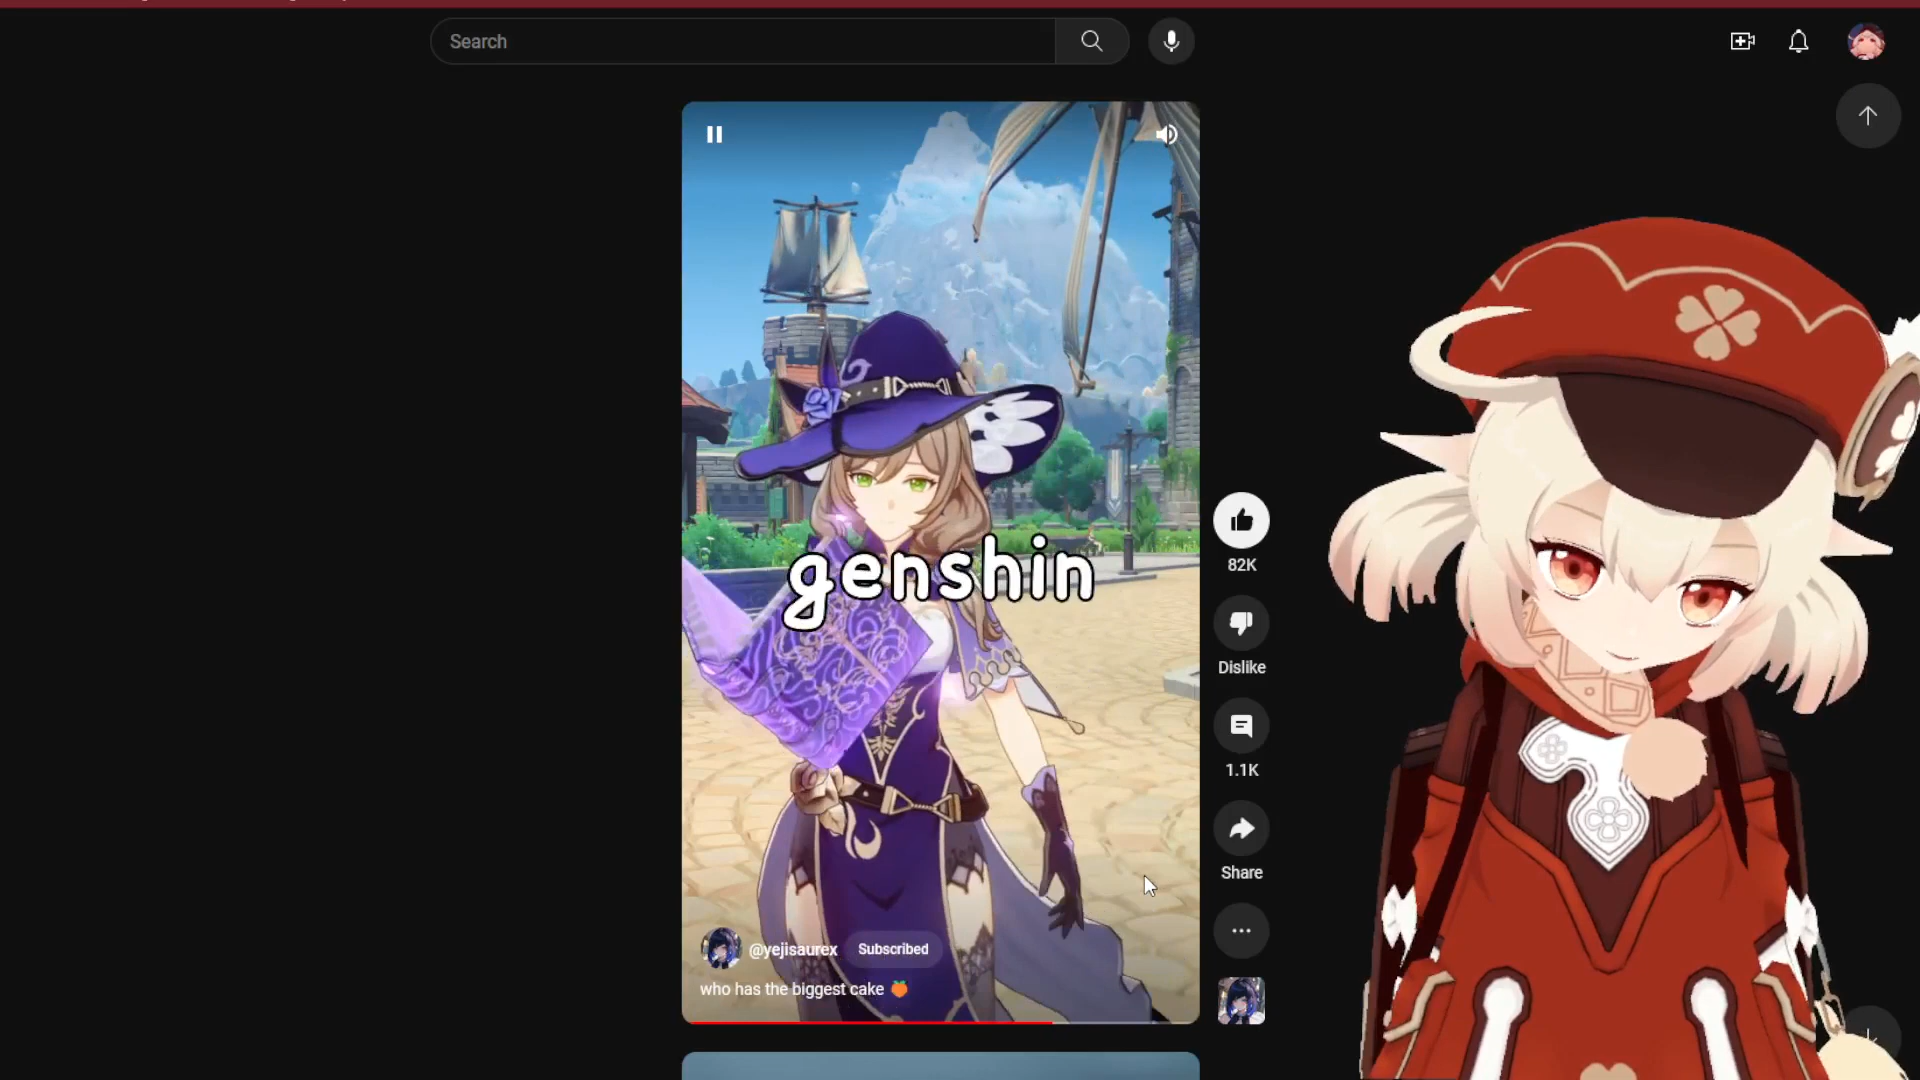 Search
genshin
82K
Dislike
1.1K
Share
@yejisaurex Subscribed
who has the biggest cake 🍑